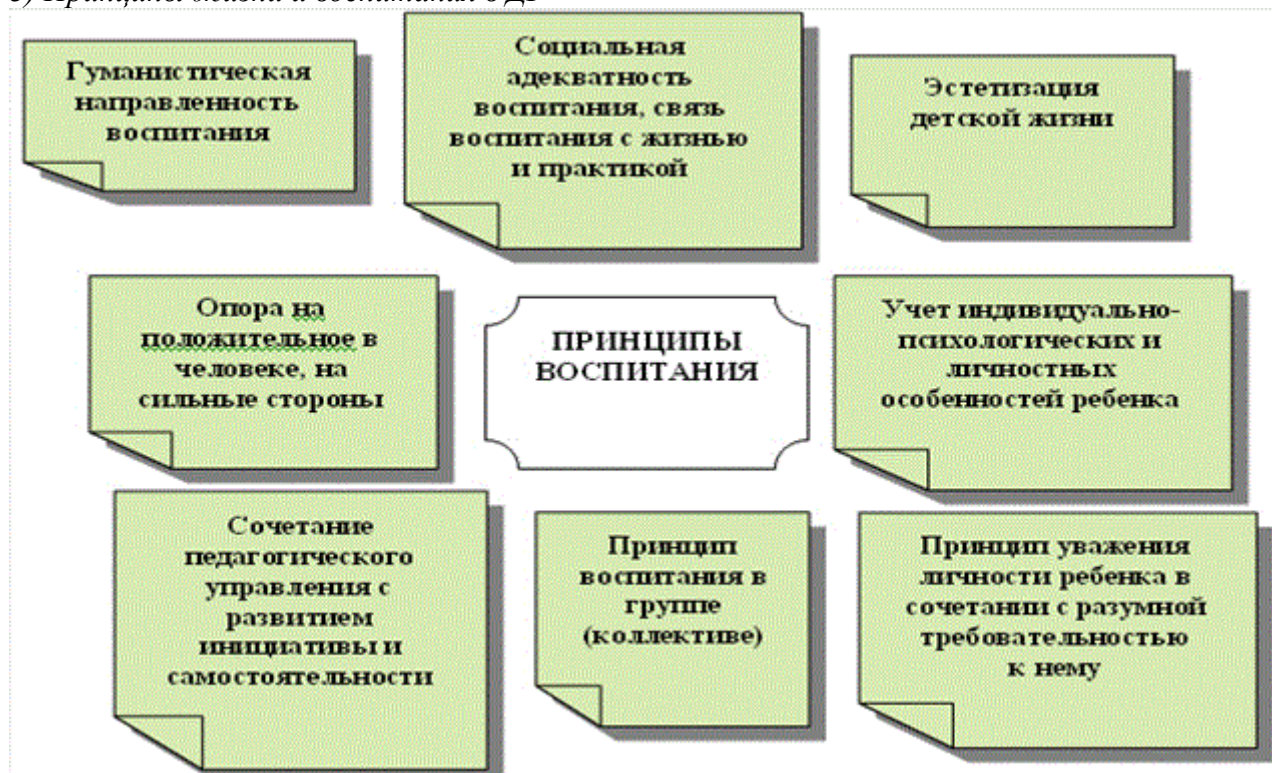 Гуманистическая
направленность
воспитания
Социальная
адекватность
воспитания, связь
воспитания с жизнью
и практикой
Эстетизация
детской жизни
Опора на
положительное в
человеке, на
сильные стороны
ПРИНЦИПЫ
ВОСПИТАНИЯ
Учет индивидуально-
психологических и
личностных
особенностей ребенка
Сочетание
педагогического
управления с
развитием
инициативы и
самостоятельности
Принцип
воспитания в
группе
(коллективе)
Принцип уважения
личности ребенка в
сочетании с разумной
требовательностью
к нему